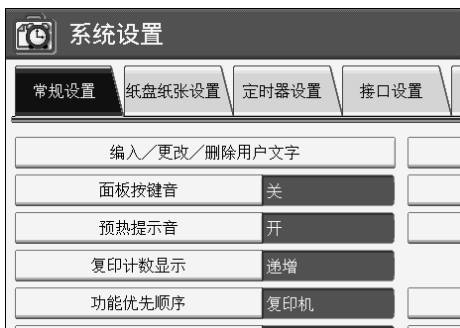 系统设置
常规设置 纸盘纸张设置 定时器设置 接口设置
编入／更改／删除用户文字
面板按键音 关
预热提示音 开
复印计数显示 递增
功能优先顺序 复印机